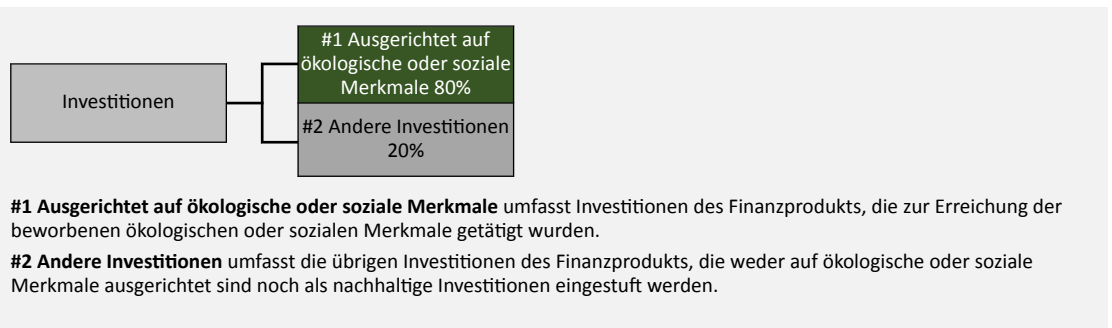 #1 Ausgerichtet auf
ökologische oder soziale
Merkmale 80%
Investitionen
#2 Andere Investitionen
20%
#1 Ausgerichtet auf ökologische oder soziale Merkmale umfasst Investitionen des Finanzprodukts, die zur Erreichung der
beworbenen ökologischen oder sozialen Merkmale getätigt wurden.
#2 Andere Investitionen umfasst die übrigen Investitionen des Finanzprodukts, die weder auf ökologische oder soziale
Merkmale ausgerichtet sind noch als nachhaltige Investitionen eingestuft werden.